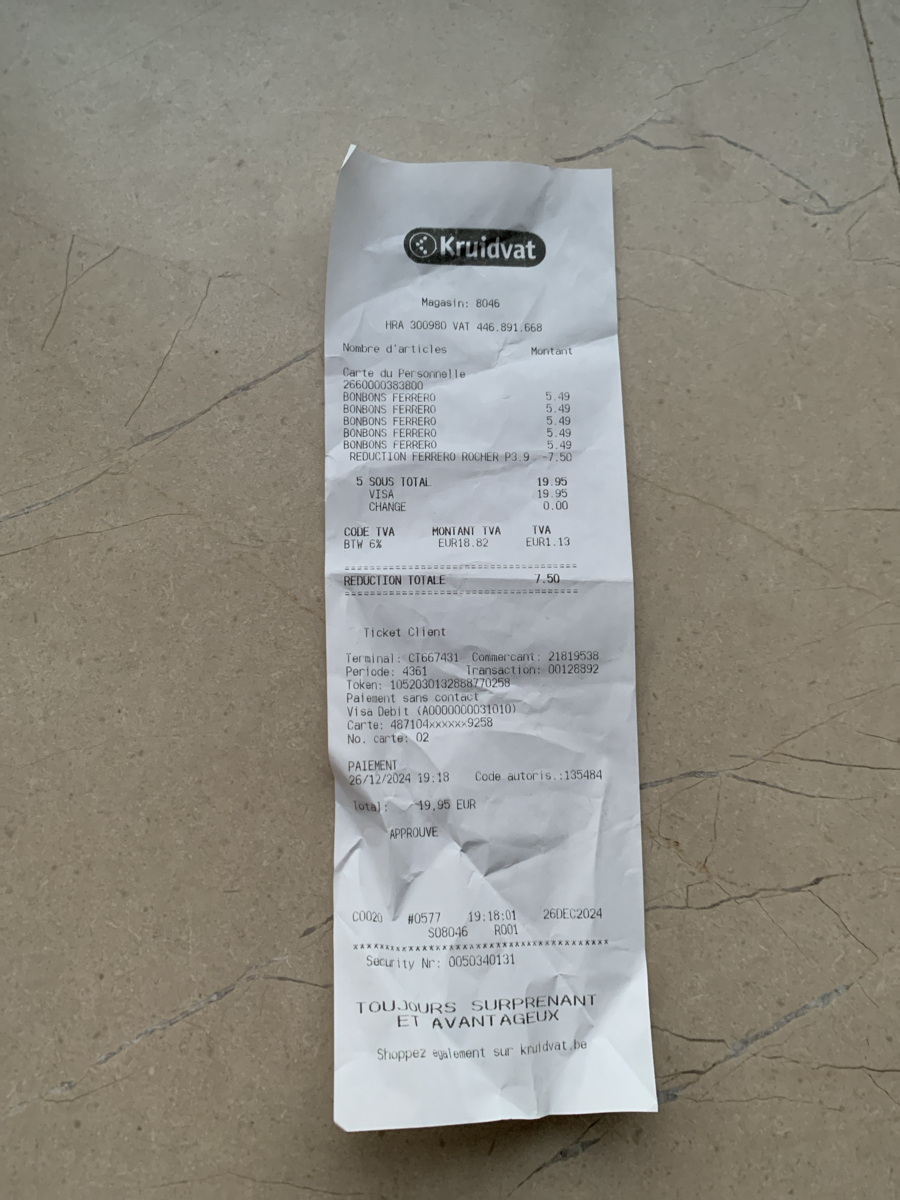 Kruidvat
Magasin: 8046
HRA 300980 VAT 446.891.668
Nombre d'articles Montant
Carte du Personnelle
2660000383800
BONBONS FERRERO 5.49
BONBONS FERRERO 5.49
BONBONS FERRERO 5.49
BONBONS FERRERO 5.49
BONBONS FERRERO 5.49
REDUCTION FERRERO ROCHER P3.9 -7.50
5 SOUS TOTAL 19.95
VISA 19.95
CHANGE 0.00
CODE TVA MONTANT TVA TVA
BTW 6% EUR18.82 EUR1.13
================================
REDUCTION TOTALE 7.50
================================
Ticket Client
Terminal: CT667431 Commercant: 21819538
Periode: 4361 Transaction: 00128892
Token: 1052030132888770258
Paiement sans contact
Visa Debit (A0000000031010)
Carte: 487104xxxxxx9258
No. carte: 02
PAIEMENT
26/12/2024 19:18 Code autoris.:135484
Total: 19,95 EUR
APPROUVE
C0020 #0577 19:18:01 26DEC2024
S08046 R001
****************************************
Security Nr: 0050340131
TOUJOURS SURPRENANT
ET AVANTAGEUX
Shoppez également sur kruidvat.be